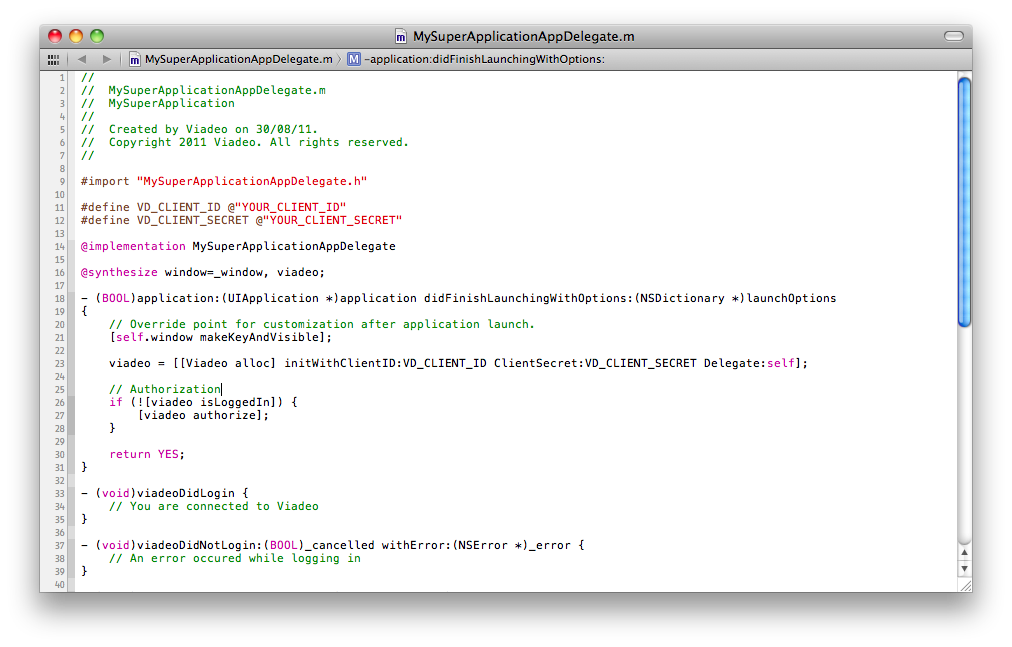 MySuperApplicationAppDelegate.m
MySuperApplicationAppDelegate.m -application:didFinishLaunchingWithOptions:
1 //
2 //  MySuperApplicationAppDelegate.m
3 //  MySuperApplication
4 //
5 //  Created by Viadeo on 30/08/11.
6 //  Copyright 2011 Viadeo. All rights reserved.
7 //
8
9 #import "MySuperApplicationAppDelegate.h"
10
11 #define VD_CLIENT_ID @"YOUR_CLIENT_ID"
12 #define VD_CLIENT_SECRET @"YOUR_CLIENT_SECRET"
13
14 @implementation MySuperApplicationAppDelegate
15
16 @synthesize window=_window, viadeo;
17
18 - (BOOL)application:(UIApplication *)application didFinishLaunchingWithOptions:(NSDictionary *)launchOptions
19 {
20     // Override point for customization after application launch.
21     [self.window makeKeyAndVisible];
22
23     viadeo = [[Viadeo alloc] initWithClientID:VD_CLIENT_ID ClientSecret:VD_CLIENT_SECRET Delegate:self];
24
25     // Authorization
26     if (![viadeo isLoggedIn]) {
27         [viadeo authorize];
28     }
29
30     return YES;
31 }
32
33 - (void)viadeoDidLogin {
34     // You are connected to Viadeo
35 }
36
37 - (void)viadeoDidNotLogin:(BOOL)_cancelled withError:(NSError *)_error {
38     // An error occured while logging in
39 }
40